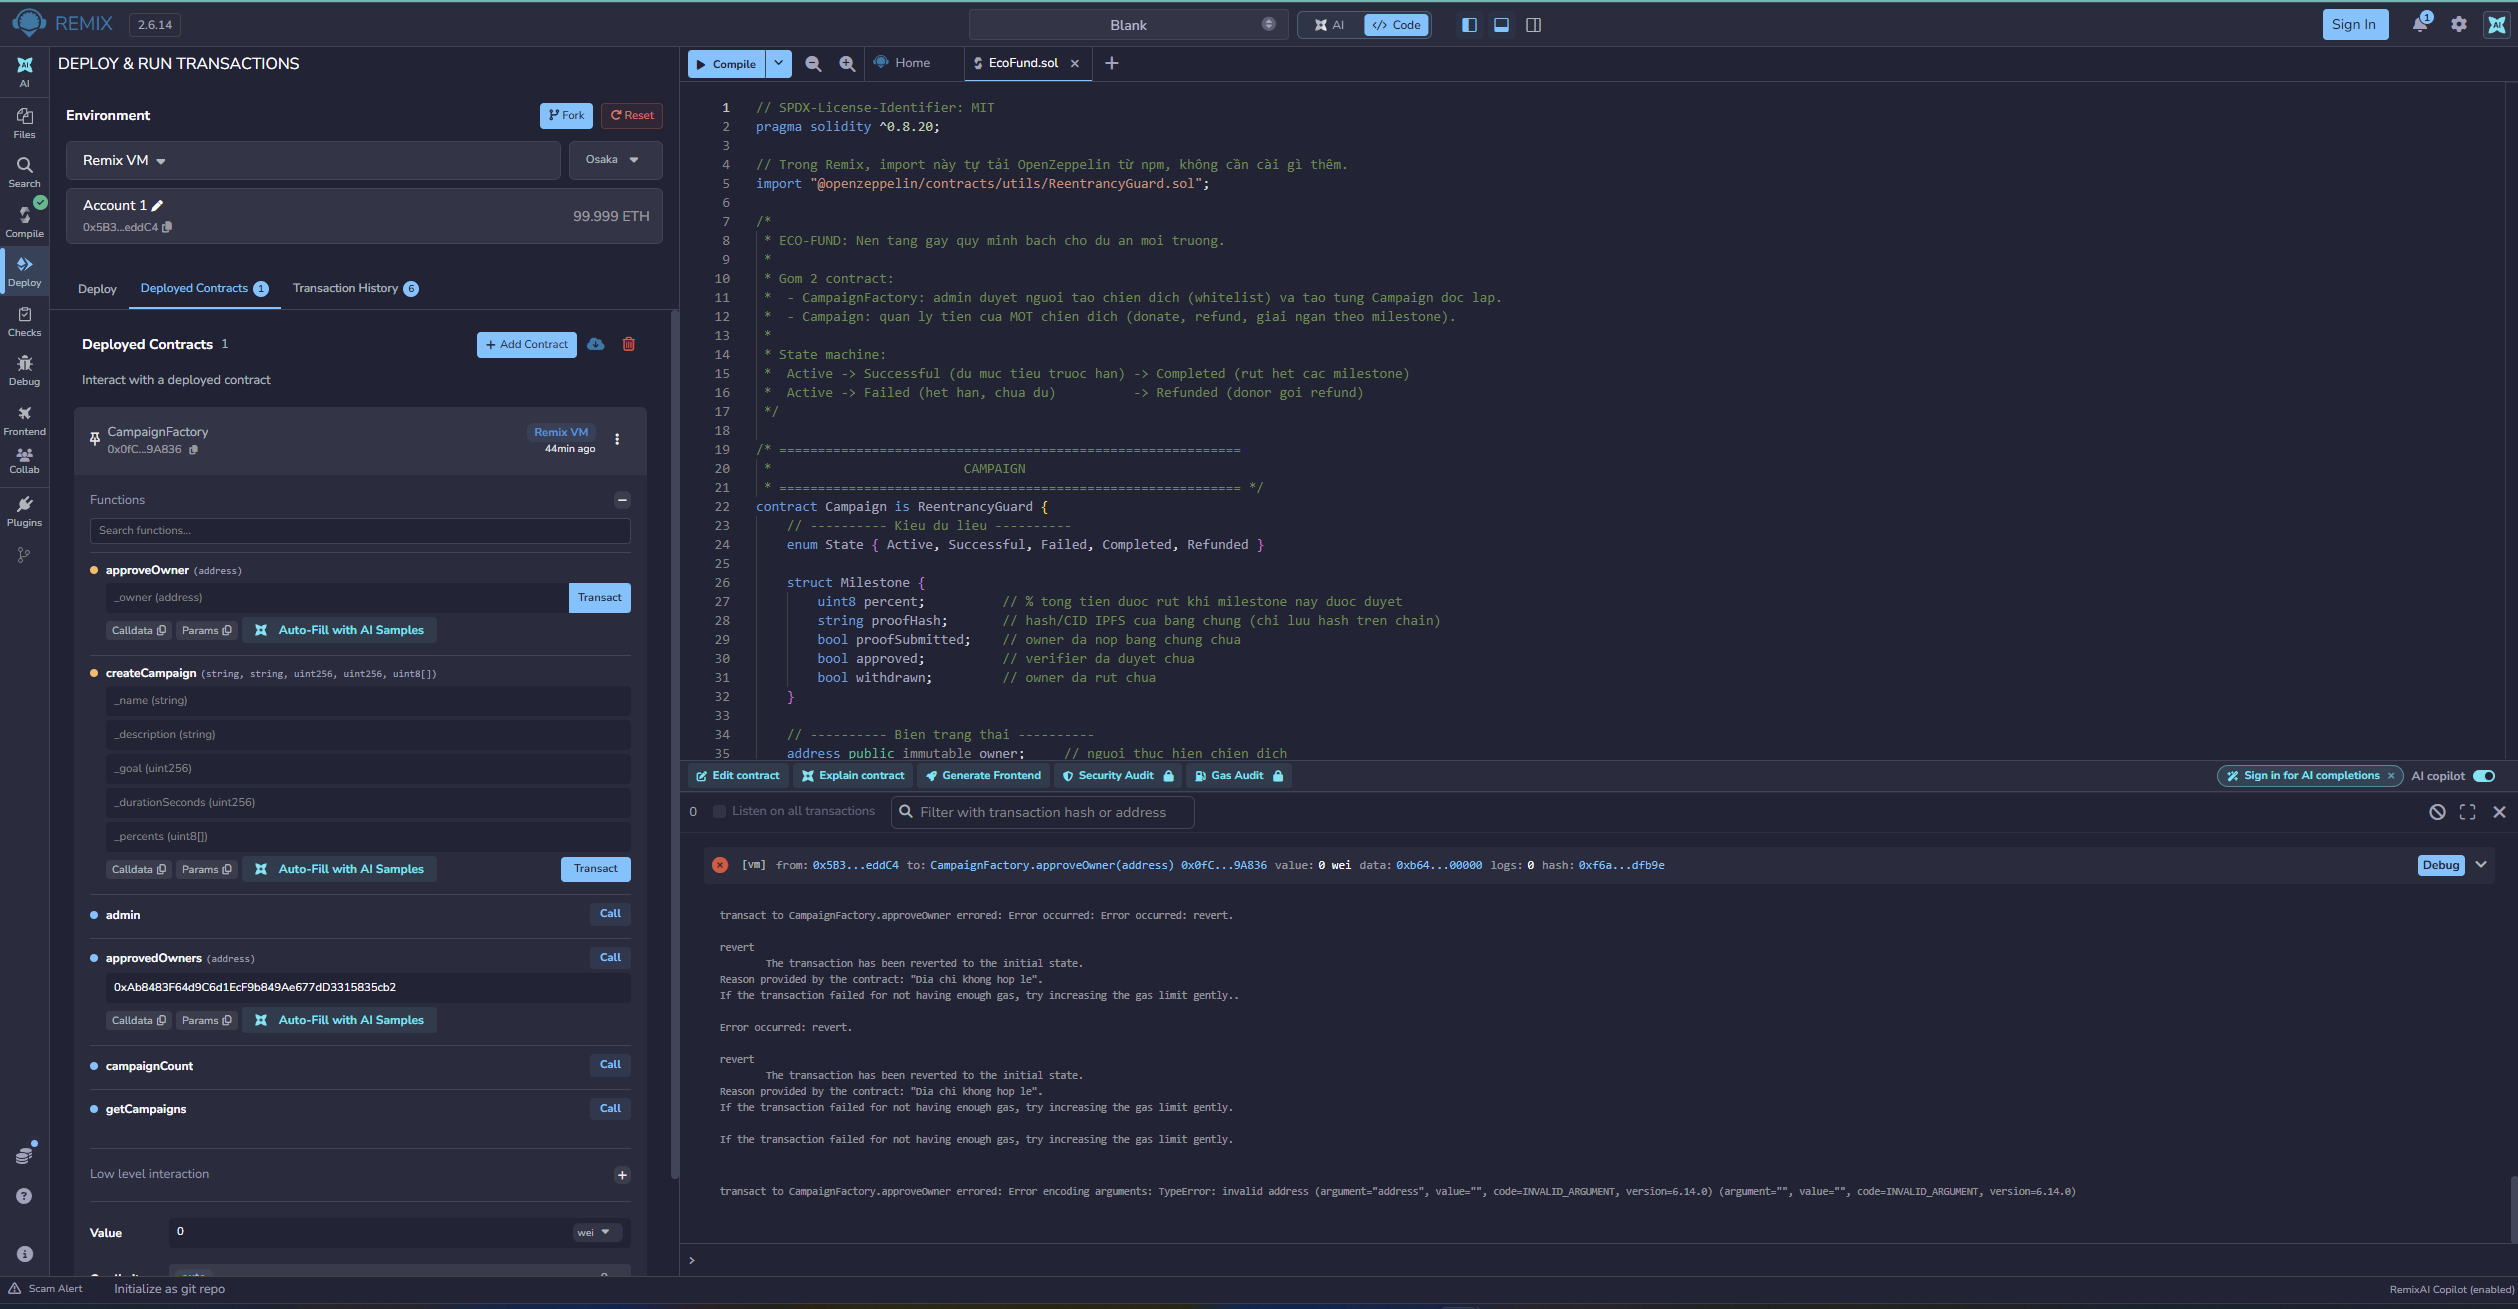 REMIX 2.6.14
Blank
AI
Code
Sign In
1
AI
Files
Search
Compile
Deploy
Checks
Debug
Frontend
Collab
Plugins
DEPLOY & RUN TRANSACTIONS
Environment
Fork
Reset
Remix VM
Osaka
Account 1
0x5B3...eddC4
99.999 ETH
Deploy
Deployed Contracts 1
Transaction History 6
Deployed Contracts 1
+ Add Contract
Interact with a deployed contract
CampaignFactory
0x0fC...9A836
Remix VM
44min ago
Functions
Search functions...
approveOwner (address)
_owner (address)
Transact
Calldata
Params
Auto-Fill with AI Samples
createCampaign (string, string, uint256, uint256, uint8[])
_name (string)
_description (string)
_goal (uint256)
_durationSeconds (uint256)
_percents (uint8[])
Calldata
Params
Auto-Fill with AI Samples
Transact
admin
Call
approvedOwners (address)
Call
0xAb8483F64d9C6d1EcF9b849Ae677dD3315835cb2
Calldata
Params
Auto-Fill with AI Samples
campaignCount
Call
getCampaigns
Call
Low level interaction
Value
0
wei
Compile
Home
EcoFund.sol
1 // SPDX-License-Identifier: MIT
2 pragma solidity ^0.8.20;
3
4 // Trong Remix, import này tự tải OpenZeppelin từ npm, không cần cài gì thêm.
5 import "@openzeppelin/contracts/utils/ReentrancyGuard.sol";
6
7 /*
8 * ECO-FUND: Nen tang gay quy minh bach cho du an moi truong.
9 *
10 * Gom 2 contract:
11 * - CampaignFactory: admin duyet nguoi tao chien dich (whitelist) va tao tung Campaign doc lap.
12 * - Campaign: quan ly tien cua MOT chien dich (donate, refund, giai ngan theo milestone).
13 *
14 * State machine:
15 * Active -> Successful (du muc tieu truoc han) -> Completed (rut het cac milestone)
16 * Active -> Failed (het han, chua du) -> Refunded (donor goi refund)
17 */
18
19 /* ============================================================
20 * CAMPAIGN
21 * ============================================================ */
22 contract Campaign is ReentrancyGuard {
23 // ---------- Kieu du lieu ----------
24 enum State { Active, Successful, Failed, Completed, Refunded }
25
26 struct Milestone {
27 uint8 percent; // % tong tien duoc rut khi milestone nay duoc duyet
28 string proofHash; // hash/CID IPFS cua bang chung (chi luu hash tren chain)
29 bool proofSubmitted; // owner da nop bang chung chua
30 bool approved; // verifier da duyet chua
31 bool withdrawn; // owner da rut chua
32 }
33
34 // ---------- Bien trang thai ----------
35 address public immutable owner; // nguoi thuc hien chien dich
Edit contract
Explain contract
Generate Frontend
Security Audit
Gas Audit
Sign in for AI completions ×
AI copilot
0
Listen on all transactions
Filter with transaction hash or address
[vm] from: 0x5B3...eddC4 to: CampaignFactory.approveOwner(address) 0x0fC...9A836 value: 0 wei data: 0xb64...00000 logs: 0 hash: 0xf6a...dfb9e
Debug
transact to CampaignFactory.approveOwner errored: Error occurred: Error occurred: revert.
revert
The transaction has been reverted to the initial state.
Reason provided by the contract: "Dia chi khong hop le".
If the transaction failed for not having enough gas, try increasing the gas limit gently..
Error occurred: revert.
revert
The transaction has been reverted to the initial state.
Reason provided by the contract: "Dia chi khong hop le".
If the transaction failed for not having enough gas, try increasing the gas limit gently.
If the transaction failed for not having enough gas, try increasing the gas limit gently.
transact to CampaignFactory.approveOwner errored: Error encoding arguments: TypeError: invalid address (argument="address", value="", code=INVALID_ARGUMENT, version=6.14.0) (argument="", value="", code=INVALID_ARGUMENT, version=6.14.0)
>
Scam Alert
Initialize as git repo
RemixAI Copilot (enabled)